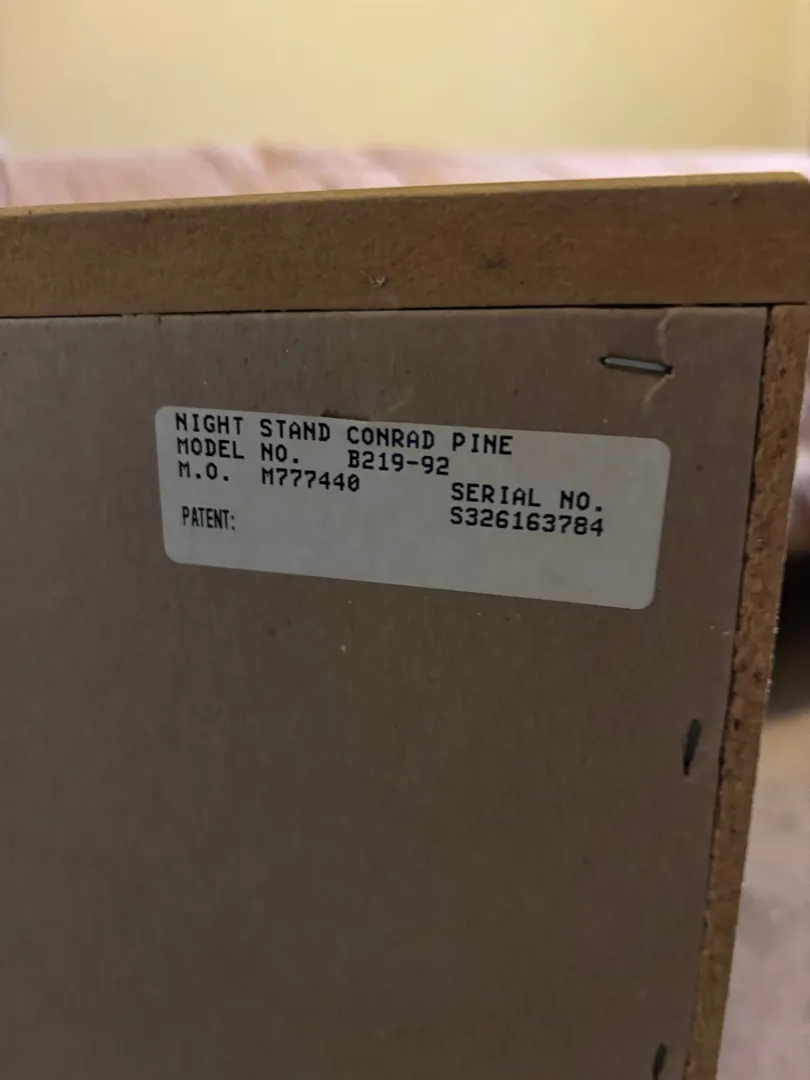 NIGHT STAND CONRAD PINE
MODEL NO. B219-92
M.O. M777440
SERIAL NO.
PATENT: S326163784